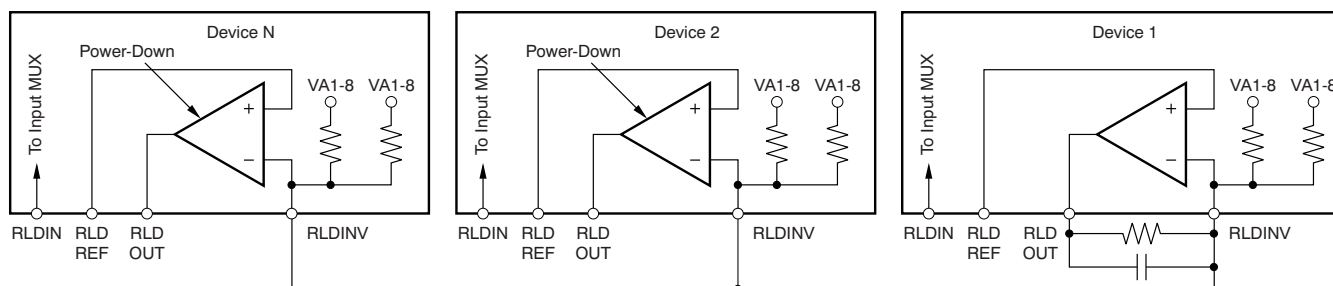 Device N
Power-Down
To Input MUX
VA1-8
VA1-8
+
−
RLDIN
RLD
REF
RLD
OUT
RLDINV
Device 2
Power-Down
To Input MUX
VA1-8
VA1-8
+
−
RLDIN
RLD
REF
RLD
OUT
RLDINV
Device 1
To Input MUX
VA1-8
VA1-8
+
−
RLDIN
RLD
REF
RLD
OUT
RLDINV